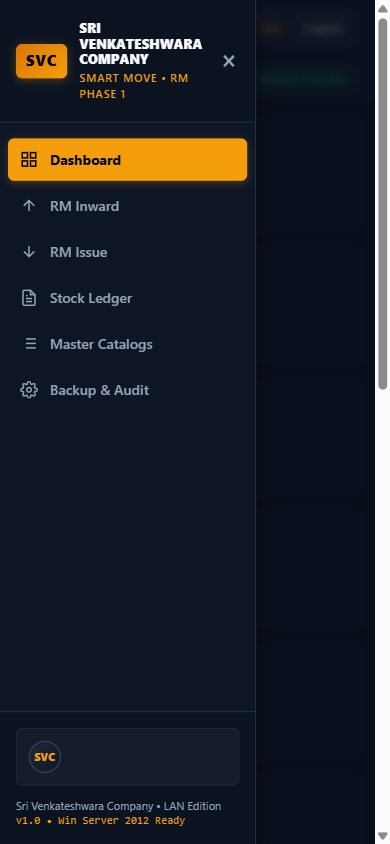 SVC
SRI
VENKATESHWARA
COMPANY
SMART MOVE • RM
PHASE 1
×
Dashboard
RM Inward
RM Issue
Stock Ledger
Master Catalogs
Backup & Audit
SVC
Sri Venkateshwara Company • LAN Edition
v1.0 • Win Server 2012 Ready